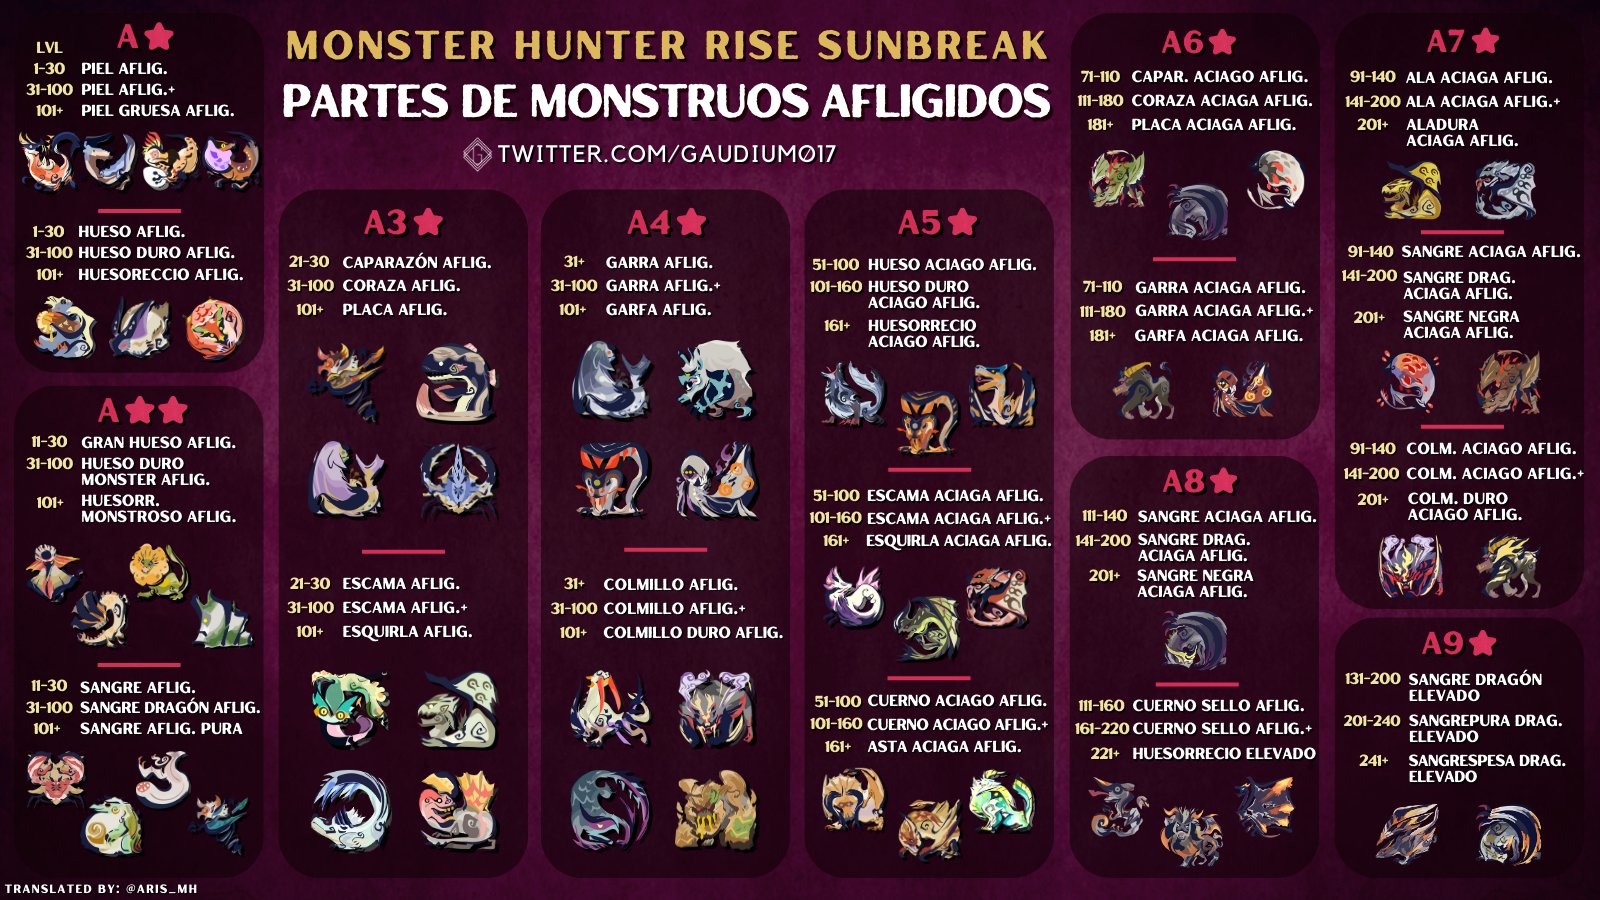 MONSTER HUNTER RISE SUNBREAK
PARTES DE MONSTRUOS AFLIGIDOS
TWITTER.COM/GAUDIUMØ17
A
LVL
1-30 PIEL AFLIG.
31-100 PIEL AFLIG.+
101+ PIEL GRUESA AFLIG.
1-30 HUESO AFLIG.
31-100 HUESO DURO AFLIG.
101+ HUESORECCIO AFLIG.
A
11-30 GRAN HUESO AFLIG.
31-100 HUESO DURO
MONSTER AFLIG.
101+ HUESORR.
MONSTROSO AFLIG.
11-30 SANGRE AFLIG.
31-100 SANGRE DRAGÓN AFLIG.
101+ SANGRE AFLIG. PURA
A3
21-30 CAPARAZÓN AFLIG.
31-100 CORAZA AFLIG.
101+ PLACA AFLIG.
21-30 ESCAMA AFLIG.
31-100 ESCAMA AFLIG.+
101+ ESQUIRLA AFLIG.
A4
31+ GARRA AFLIG.
31-100 GARRA AFLIG.+
101+ GARFA AFLIG.
31+ COLMILLO AFLIG.
31-100 COLMILLO AFLIG.+
101+ COLMILLO DURO AFLIG.
A5
51-100 HUESO ACIAGO AFLIG.
101-160 HUESO DURO
ACIAGO AFLIG.
161+ HUESORRECIO
ACIAGO AFLIG.
51-100 ESCAMA ACIAGA AFLIG.
101-160 ESCAMA ACIAGA AFLIG.+
161+ ESQUIRLA ACIAGA AFLIG.
51-100 CUERNO ACIAGO AFLIG.
101-160 CUERNO ACIAGO AFLIG.+
161+ ASTA ACIAGA AFLIG.
A6
71-110 CAPAR. ACIAGO AFLIG.
111-180 CORAZA ACIAGA AFLIG.
181+ PLACA ACIAGA AFLIG.
71-110 GARRA ACIAGA AFLIG.
111-180 GARRA ACIAGA AFLIG.+
181+ GARFA ACIAGA AFLIG.
A8
111-140 SANGRE ACIAGA AFLIG.
141-200 SANGRE DRAG.
ACIAGA AFLIG.
201+ SANGRE NEGRA
ACIAGA AFLIG.
111-160 CUERNO SELLO AFLIG.
161-220 CUERNO SELLO AFLIG.+
221+ HUESORRECIO ELEVADO
A7
91-140 ALA ACIAGA AFLIG.
141-200 ALA ACIAGA AFLIG.+
201+ ALADURA
ACIAGA AFLIG.
91-140 SANGRE ACIAGA AFLIG.
141-200 SANGRE DRAG.
ACIAGA AFLIG.
201+ SANGRE NEGRA
ACIAGA AFLIG.
91-140 COLM. ACIAGO AFLIG.
141-200 COLM. ACIAGO AFLIG.+
201+ COLM. DURO
ACIAGO AFLIG.
A9
131-200 SANGRE DRAGÓN
ELEVADO
201-240 SANGREPURA DRAG.
ELEVADO
241+ SANGRESPESA DRAG.
ELEVADO
TRANSLATED BY: @ARIS_MH